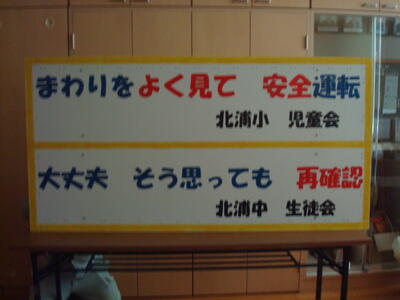 まわりをよく見て　安全運転
北浦小　児童会
大丈夫　そう思っても　再確認
北浦中　生徒会